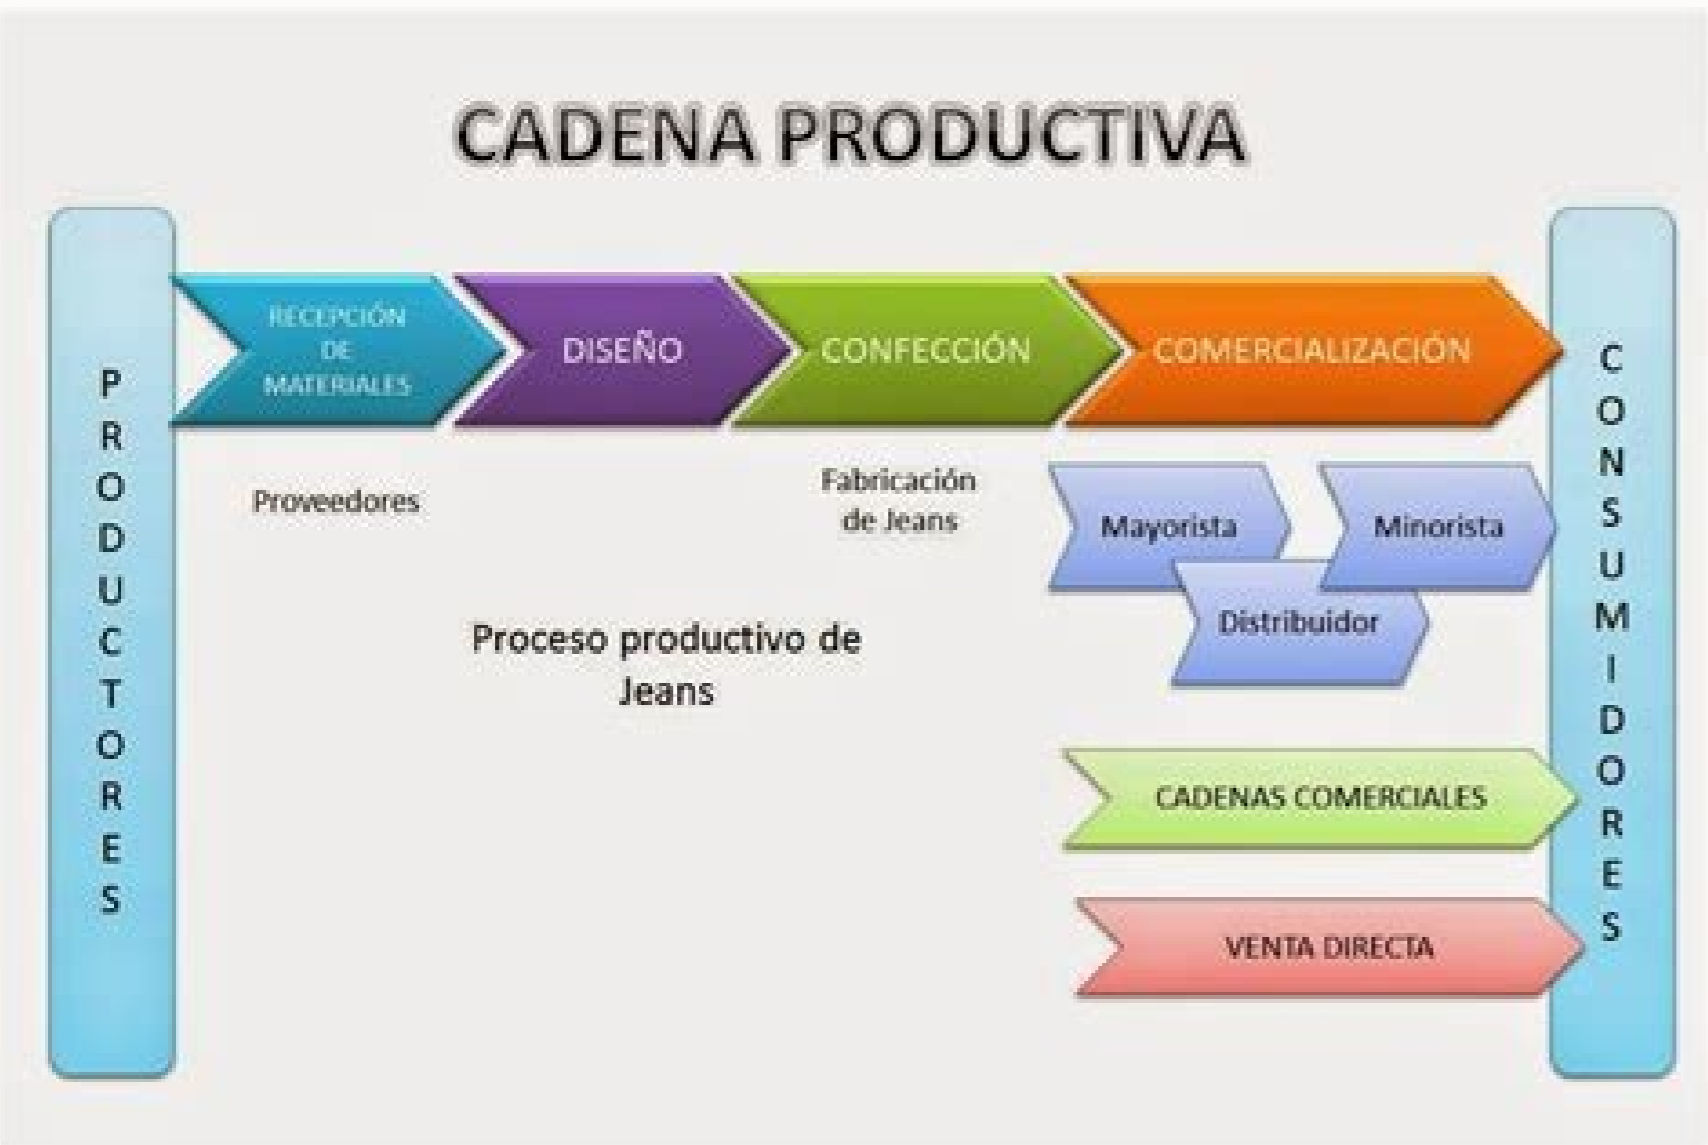 CADENA PRODUCTIVA
PRODUCTORES
RECEPCIÓN
DE
MATERIALES
DISEÑO
CONFECCIÓN
COMERCIALIZACIÓN
Proveedores
Fabricación
de Jeans
Mayorista
Minorista
Distribuidor
Proceso productivo de
Jeans
CADENAS COMERCIALES
VENTA DIRECTA
CONSUMIDORES